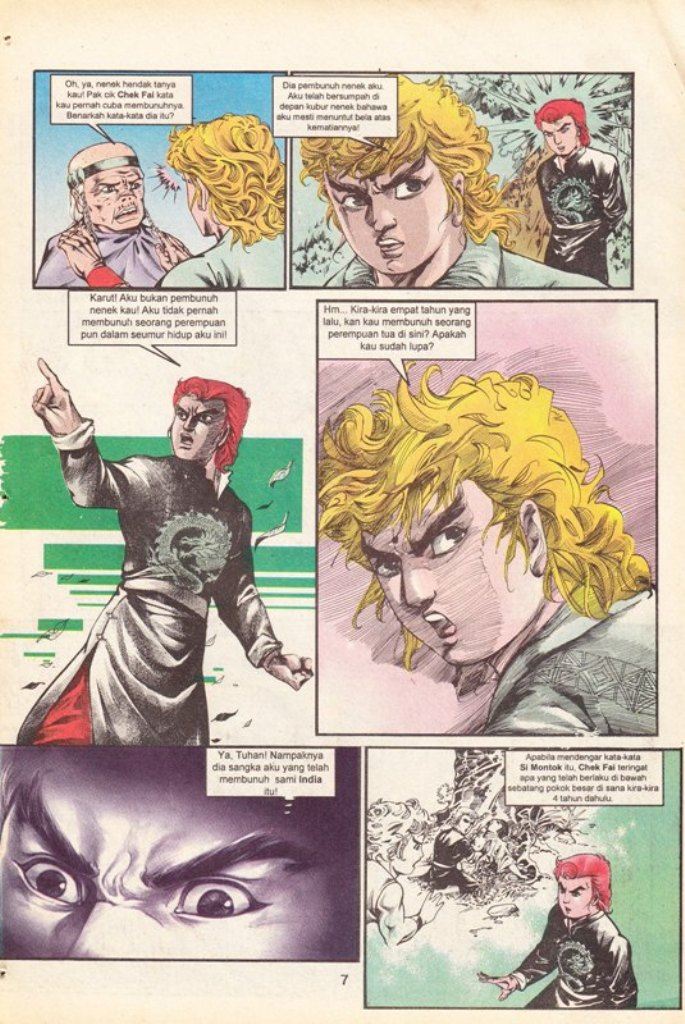 Oh, ya, nenek hendak tanya
kau! Pak cik Chek Fai kata
kau pernah cuba membunuhnya.
Benarkah kata-kata dia itu?
Dia pembunuh nenek aku.
Aku telah bersumpah di
depan kubur nenek bahawa
aku mesti menuntut bela atas
kematiannya!
Karut! Aku bukan pembunuh
nenek kau! Aku tidak pernah
membunuh seorang perempuan
pun dalam seumur hidup aku ini!
Hm... Kira-kira empat tahun yang
lalu, kan kau membunuh seorang
perempuan tua di sini? Apakah
kau sudah lupa?
Ya, Tuhan! Nampaknya
dia sangka aku yang telah
membunuh sami India
itu!
Apabila mendengar kata-kata
Si Montok itu, Chek Fai teringat
apa yang telah berlaku di bawah
sebatang pokok besar di sana kira-kira
4 tahun dahulu.
7